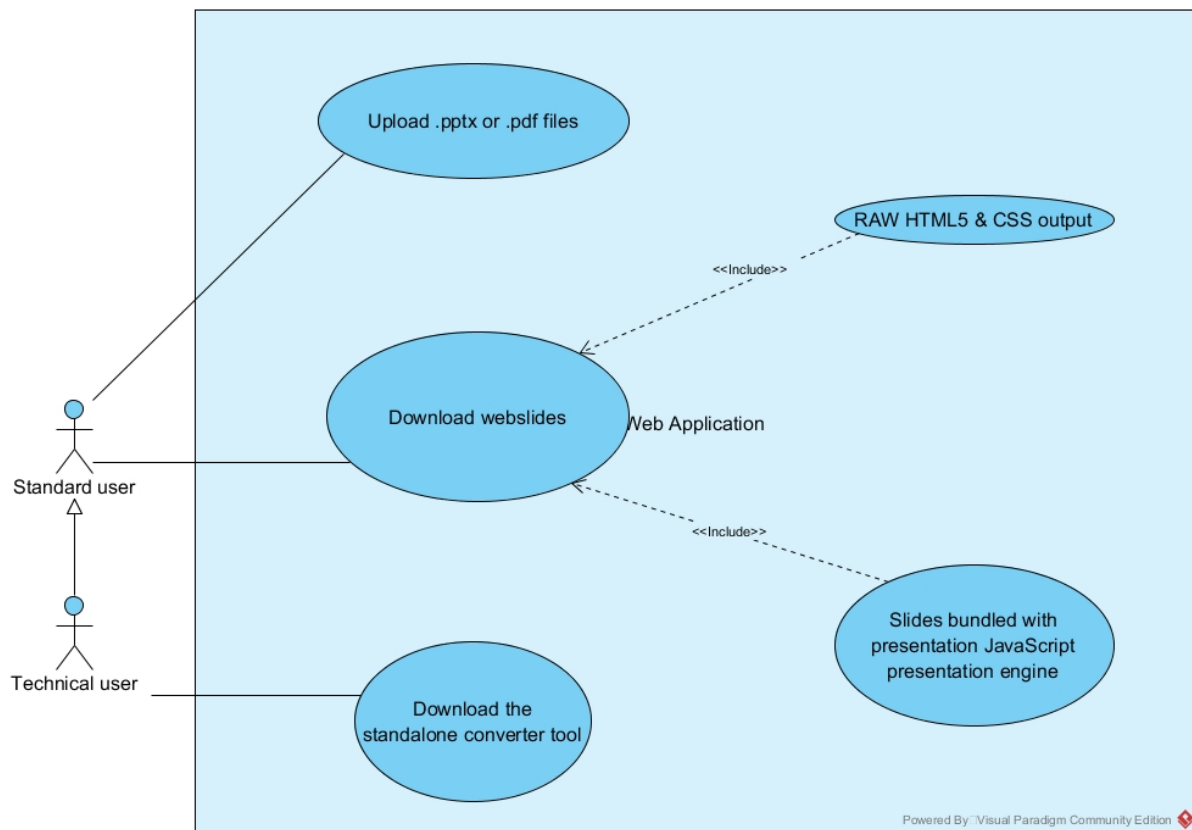 Upload .pptx or .pdf files
RAW HTML5 & CSS output
<<Include>>
Download webslides
Web Application
Standard user
<<Include>>
Slides bundled with
presentation JavaScript
presentation engine
Technical user
Download the
standalone converter tool
Powered By Visual Paradigm Community Edition